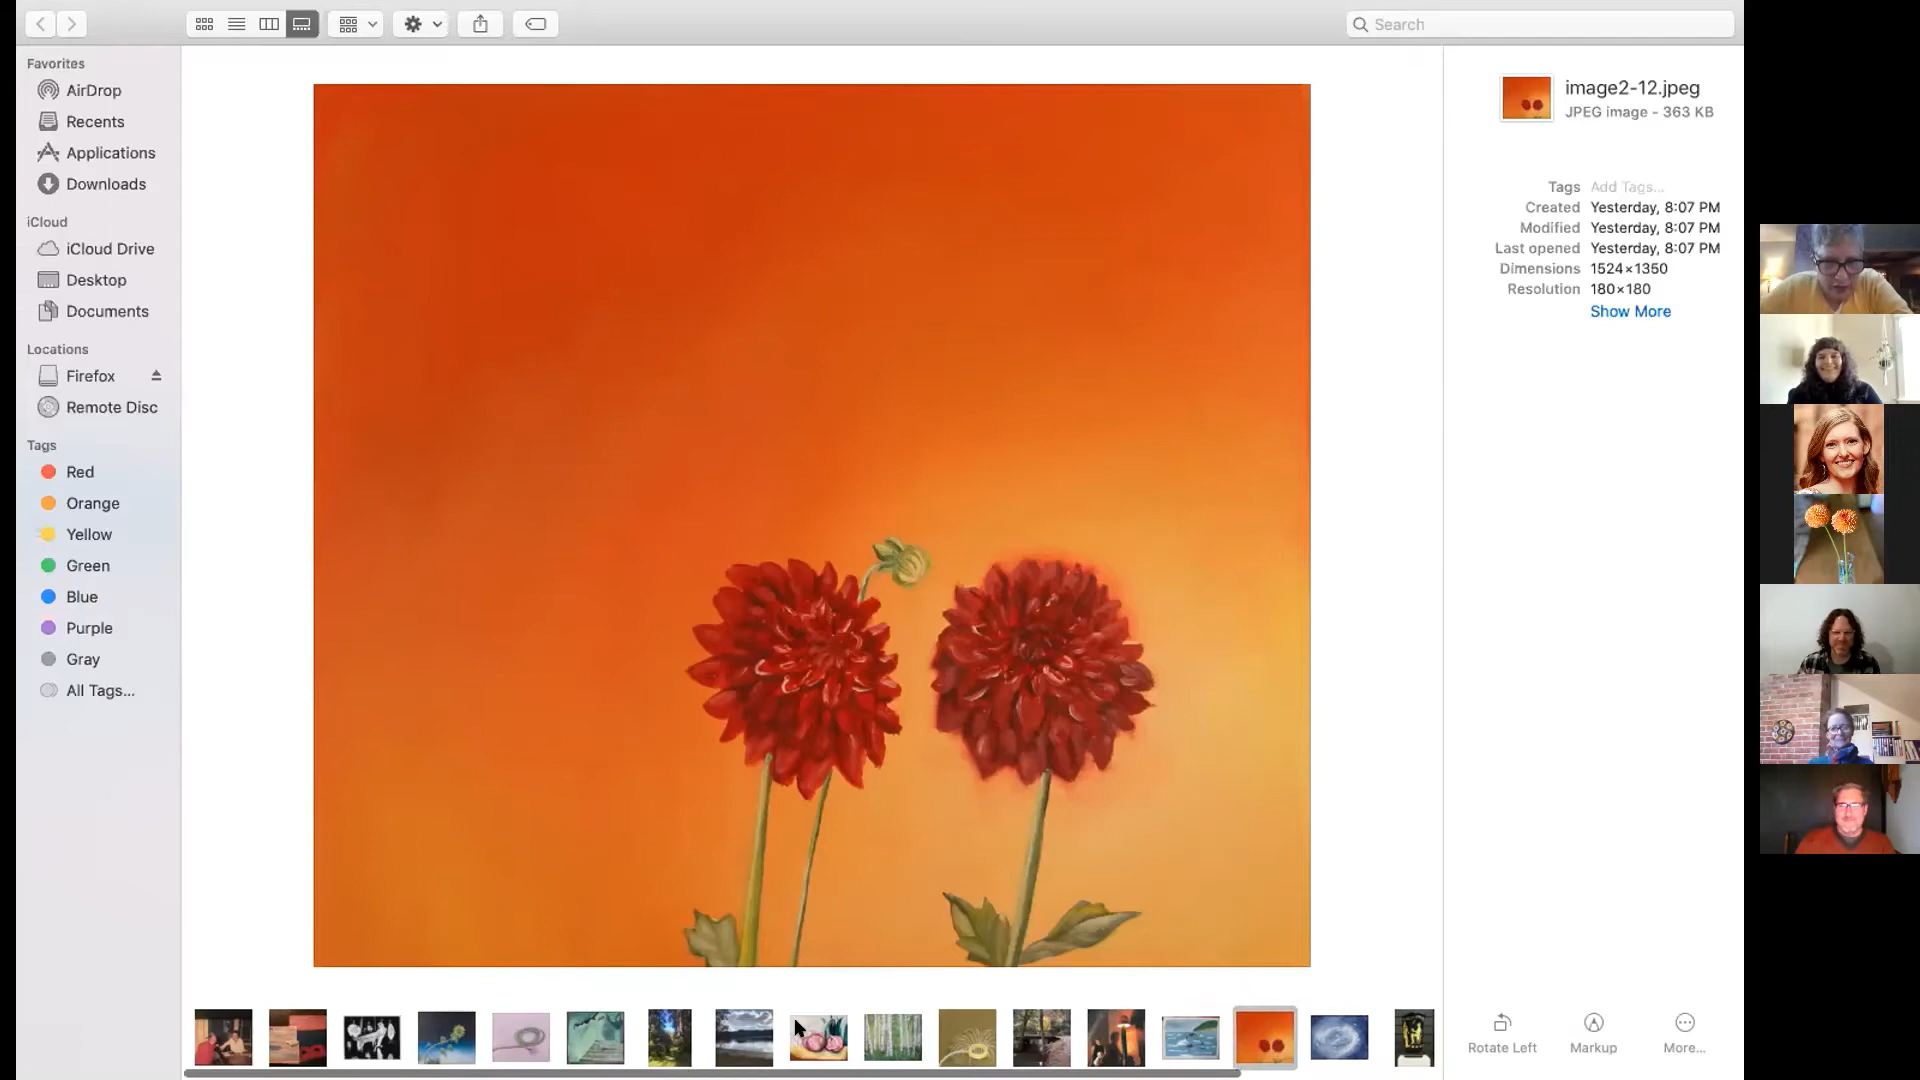 Search
Favorites
AirDrop
Recents
Applications
Downloads
iCloud
iCloud Drive
Desktop
Documents
Locations
Firefox
Remote Disc
Tags
Red
Orange
Yellow
Green
Blue
Purple
Gray
All Tags...
image2-12.jpeg
JPEG image - 363 KB
Tags Add Tags...
Created Yesterday, 8:07 PM
Modified Yesterday, 8:07 PM
Last opened Yesterday, 8:07 PM
Dimensions 1524×1350
Resolution 180×180
Show More
Rotate Left
Markup
More...